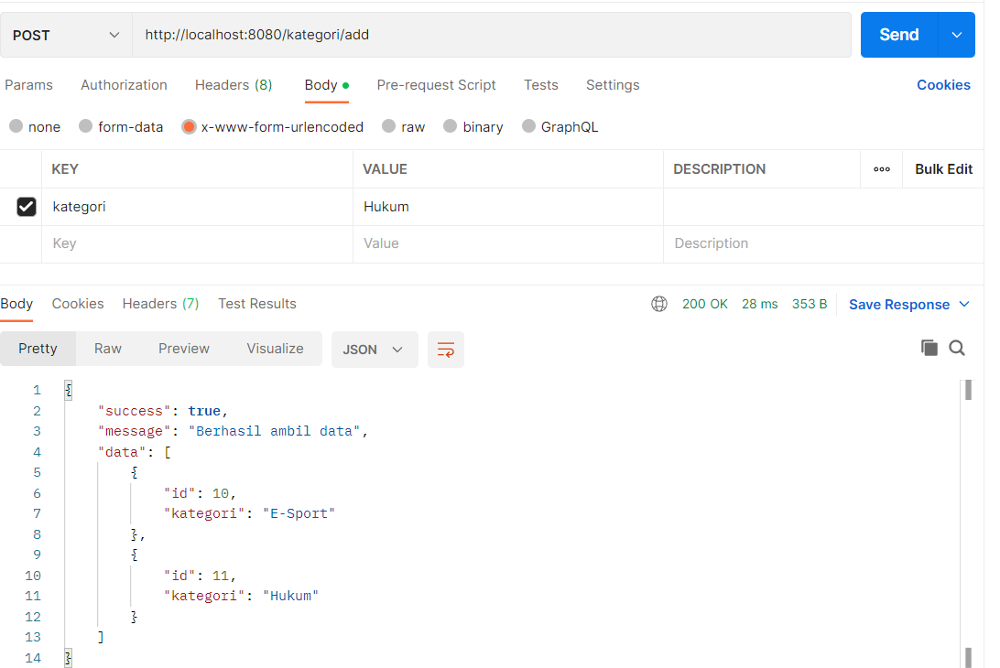 POST http://localhost:8080/kategori/add Send
Params Authorization Headers (8) Body Pre-request Script Tests Settings Cookies
none form-data x-www-form-urlencoded raw binary GraphQL
KEY VALUE DESCRIPTION Bulk Edit
kategori Hukum
Key Value Description
Body Cookies Headers (7) Test Results 200 OK 28 ms 353 B Save Response
Pretty Raw Preview Visualize JSON
1 {
2 "success": true,
3 "message": "Berhasil ambil data",
4 "data": [
5 {
6 "id": 10,
7 "kategori": "E-Sport"
8 },
9 {
10 "id": 11,
11 "kategori": "Hukum"
12 }
13 ]
14 }